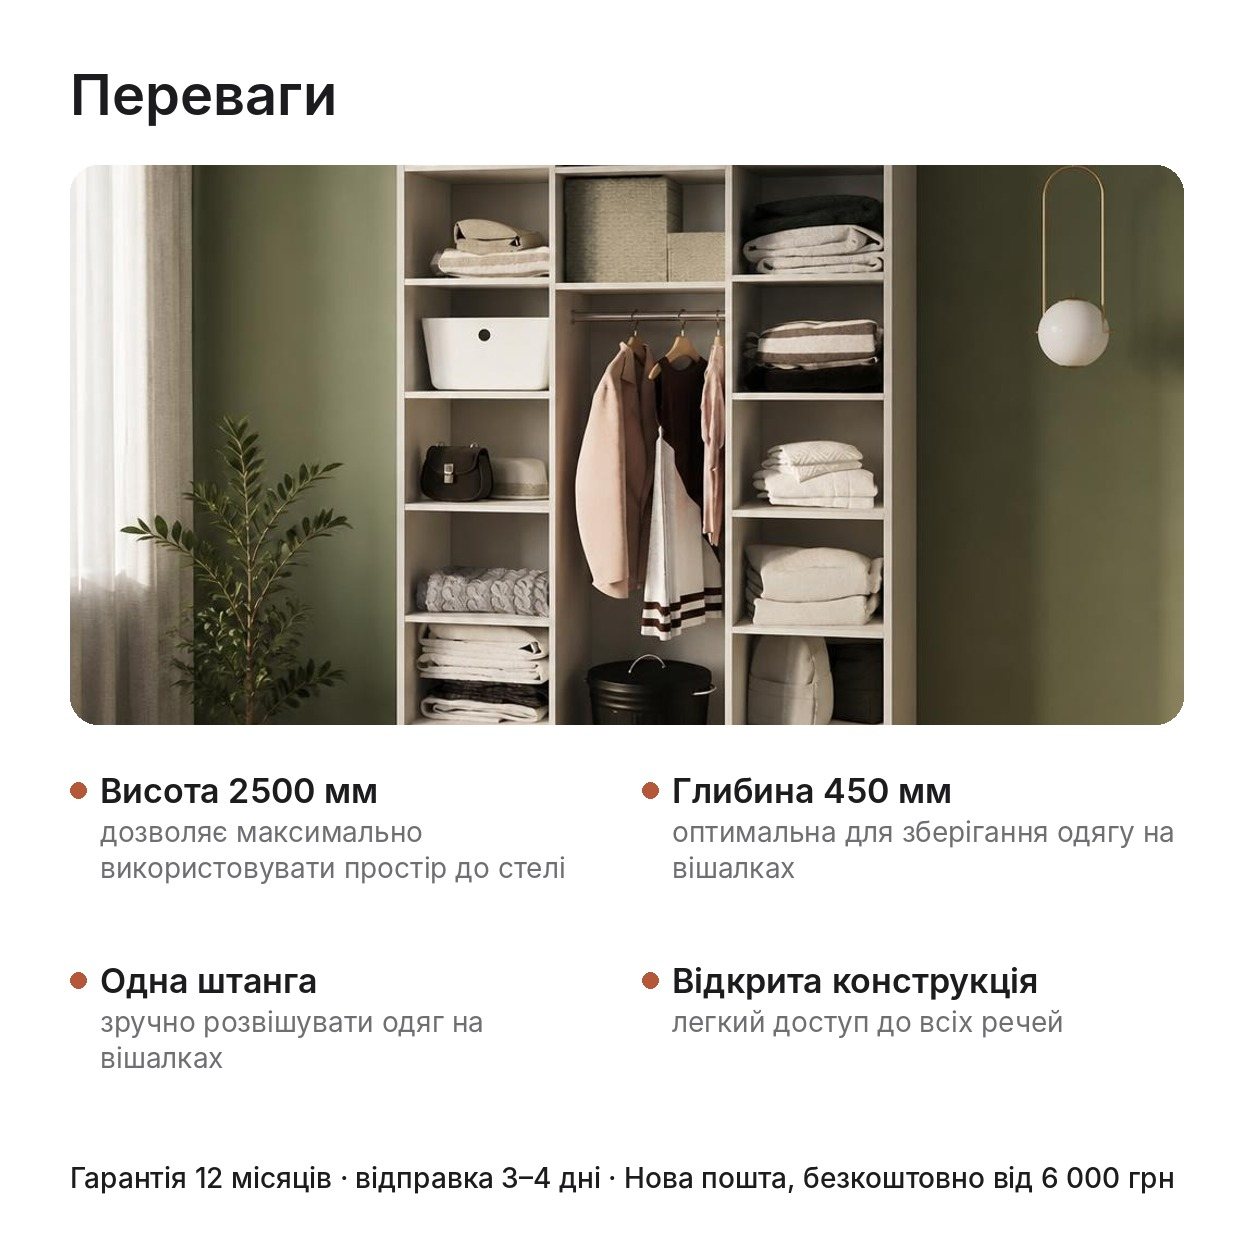 Переваги
Висота 2500 мм
дозволяє максимально
використовувати простір до стелі
Глибина 450 мм
оптимальна для зберігання одягу на
вішалках
Одна штанга
зручно розвішувати одяг на
вішалках
Відкрита конструкція
легкий доступ до всіх речей
Гарантія 12 місяців · відправка 3–4 дні · Нова пошта, безкоштовно від 6 000 грн